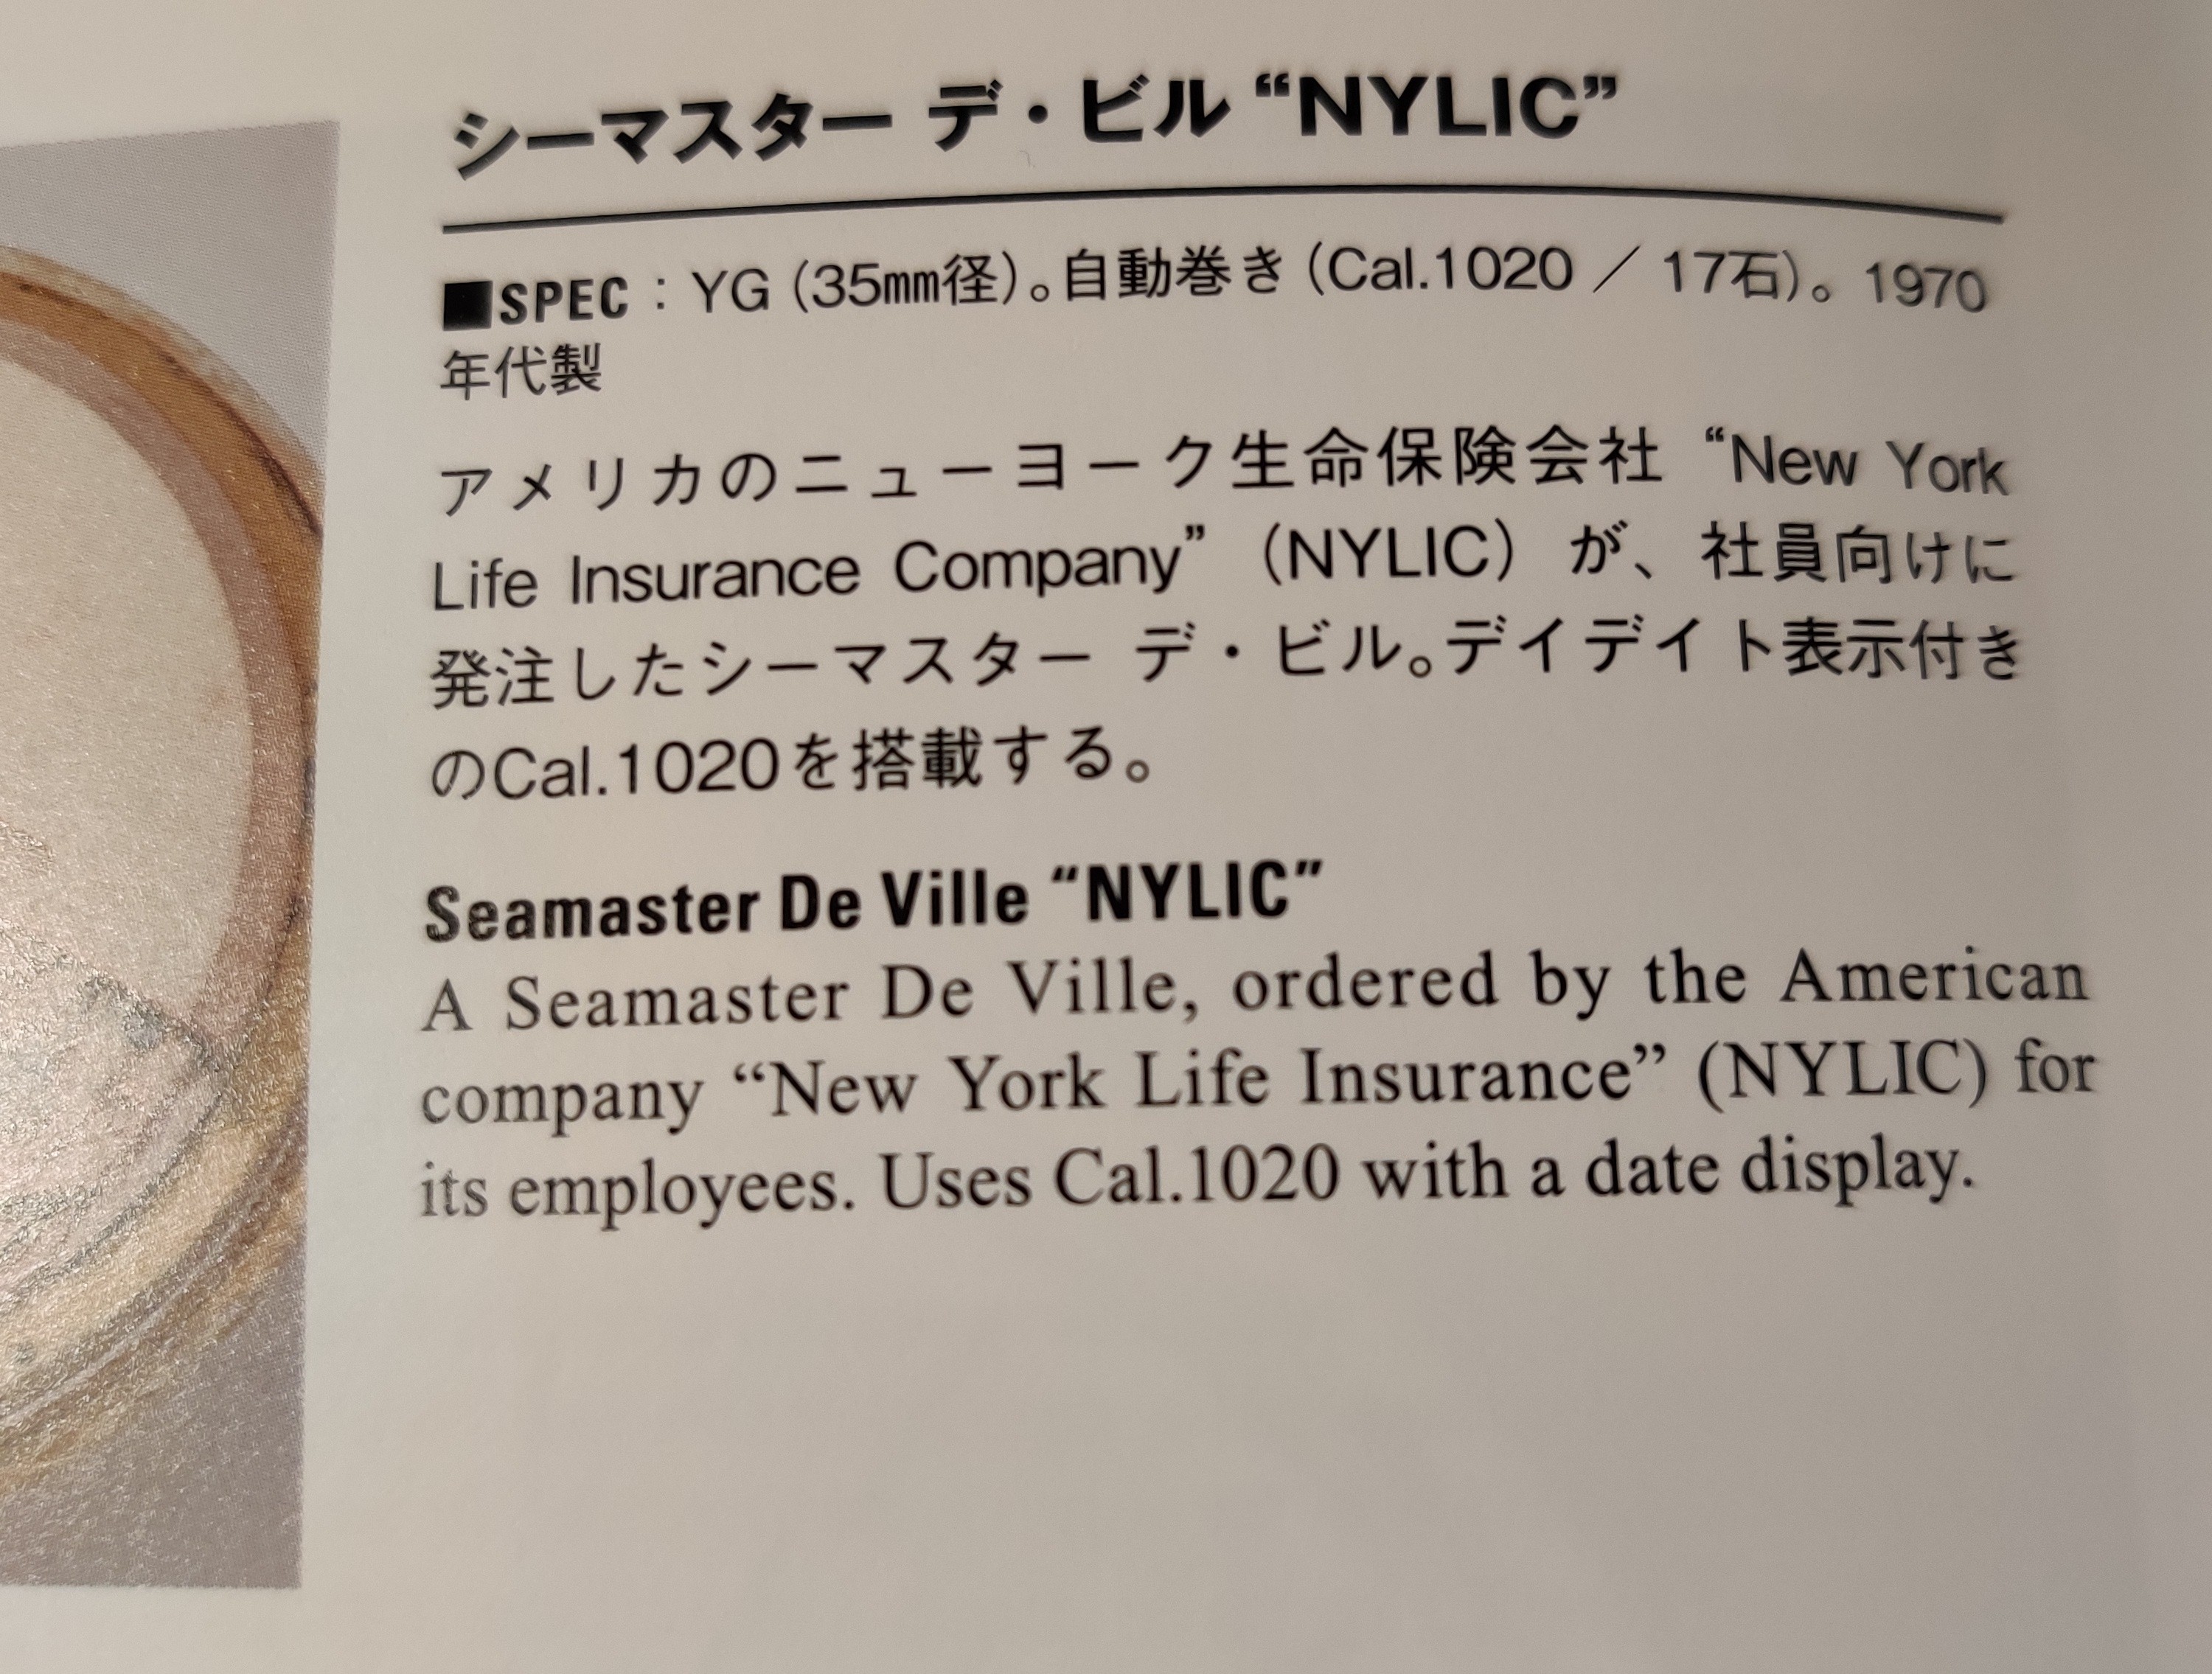 シーマスター デ・ビル “NYLIC”
■SPEC：YG（35㎜径）。自動巻き（Cal.1020 ／ 17石）。1970
年代製
アメリカのニューヨーク生命保険会社 “New York
Life Insurance Company”（NYLIC）が、社員向けに
発注したシーマスター デ・ビル。デイデイト表示付き
のCal.1020を搭載する。
Seamaster De Ville “NYLIC”
A Seamaster De Ville, ordered by the American
company “New York Life Insurance” (NYLIC) for
its employees. Uses Cal.1020 with a date display.